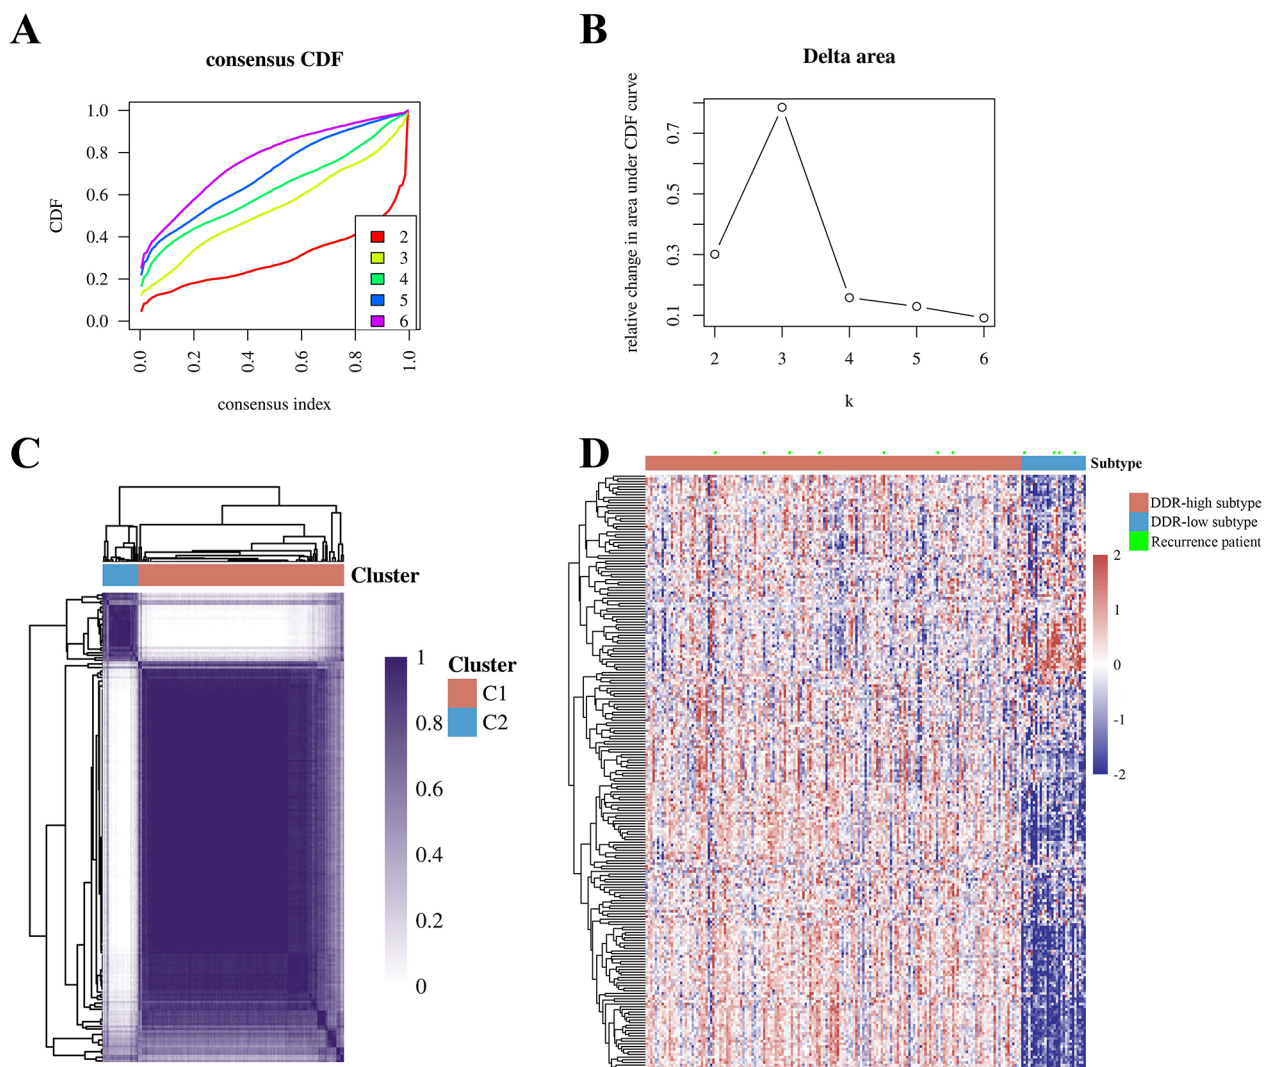 A
consensus CDF
CDF
1.0
0.8
0.6
0.4
0.2
0.0
2
3
4
5
6
0.0
0.2
0.4
0.6
0.8
1.0
consensus index
B
Delta area
relative change in area under CDF curve
0.7
0.5
0.3
0.1
2
3
4
5
6
k
C
Cluster
1
0.8
0.6
0.4
0.2
0
Cluster
C1
C2
D
Subtype
DDR-high subtype
DDR-low subtype
Recurrence patient
2
1
0
-1
-2